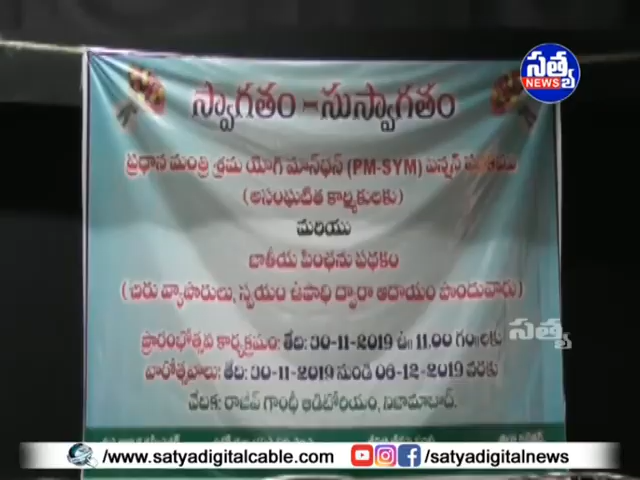 స్వాగతం - సుస్వాగతం
సత్య
NEWS
ప్రధాన మంత్రి శ్రమ యోగి మాన్‌ధన్ (PM-SYM) పెన్షన్
(అసంఘటిత కార్మికులకు)
మరియు
జాతీయ పింఛను పథకం
(చిరు వ్యాపారులు, స్వయం ఉపాధి ద్వారా ఆదాయం పొందువారు)
సత్య
ప్రారంభోత్సవ కార్యక్రమం: తేది: 30-11-2019 ఉ॥ 11.00 గం॥లకు
వారోత్సవాలు: తేది: 30-11-2019 నుండి 06-12-2019 వరకు
వేదిక: రాజీవ్ గాంధీ ఆడిటోరియం, నిజామాబాద్.
www.satyadigitalcable.com
/satyadigitalnews